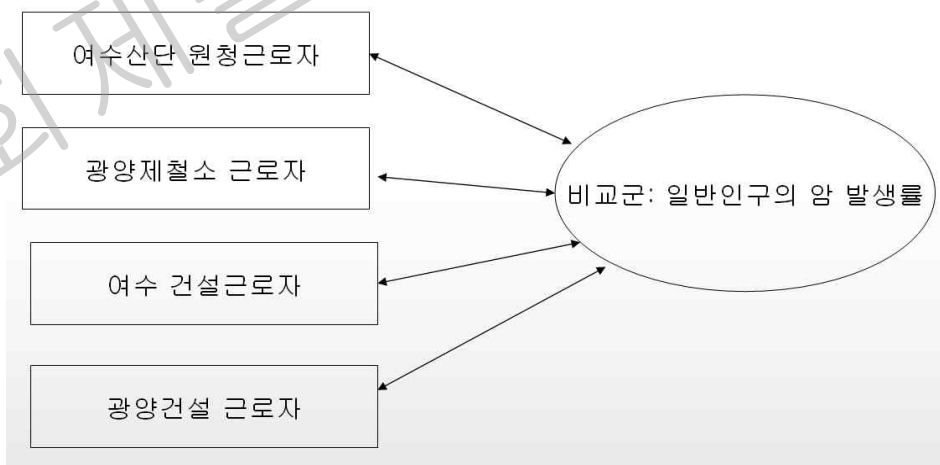 여수산단 원청근로자
광양제철소 근로자
비교군: 일반인구의 암 발생률
여수 건설근로자
광양건설 근로자